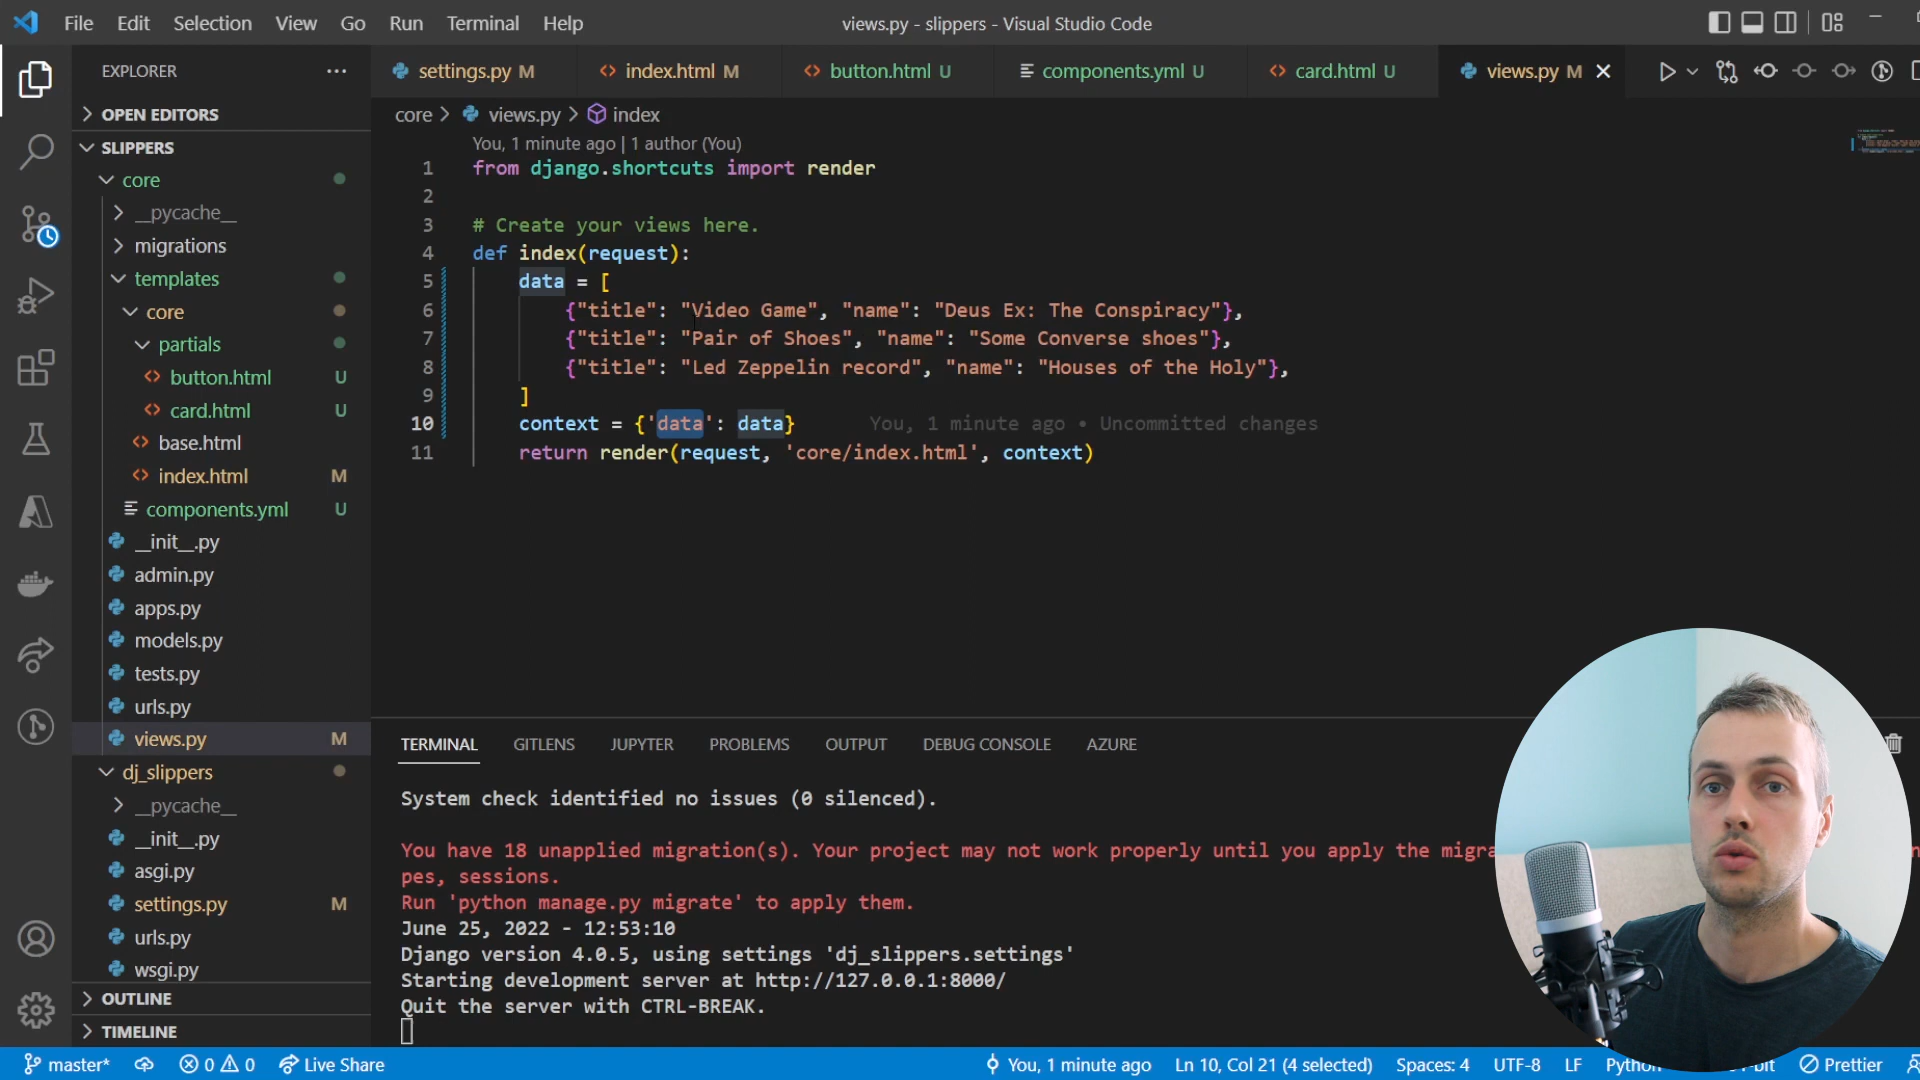 File Edit Selection View Go Run Terminal Help
views.py - slippers - Visual Studio Code
EXPLORER
OPEN EDITORS
SLIPPERS
core
__pycache__
migrations
templates
core
partials
button.html U
card.html U
base.html
index.html M
components.yml U
__init__.py
admin.py
apps.py
models.py
tests.py
urls.py
views.py M
dj_slippers
__pycache__
__init__.py
asgi.py
settings.py M
urls.py
wsgi.py
OUTLINE
TIMELINE
settings.py M index.html M button.html U components.yml U card.html U views.py M
core > views.py > index
You, 1 minute ago | 1 author (You)
1 from django.shortcuts import render
2
3 # Create your views here.
4 def index(request):
5 data = [
6 {"title": "Video Game", "name": "Deus Ex: The Conspiracy"},
7 {"title": "Pair of Shoes", "name": "Some Converse shoes"},
8 {"title": "Led Zeppelin record", "name": "Houses of the Holy"},
9 ]
10 context = {'data': data} You, 1 minute ago • Uncommitted changes
11 return render(request, 'core/index.html', context)
TERMINAL GITLENS JUPYTER PROBLEMS OUTPUT DEBUG CONSOLE AZURE
System check identified no issues (0 silenced).
You have 18 unapplied migration(s). Your project may not work properly until you apply the migra
pes, sessions.
Run 'python manage.py migrate' to apply them.
June 25, 2022 - 12:53:10
Django version 4.0.5, using settings 'dj_slippers.settings'
Starting development server at http://127.0.0.1:8000/
Quit the server with CTRL-BREAK.
master* 0 0 Live Share You, 1 minute ago Ln 10, Col 21 (4 selected) Spaces: 4 UTF-8 LF Python Prettier